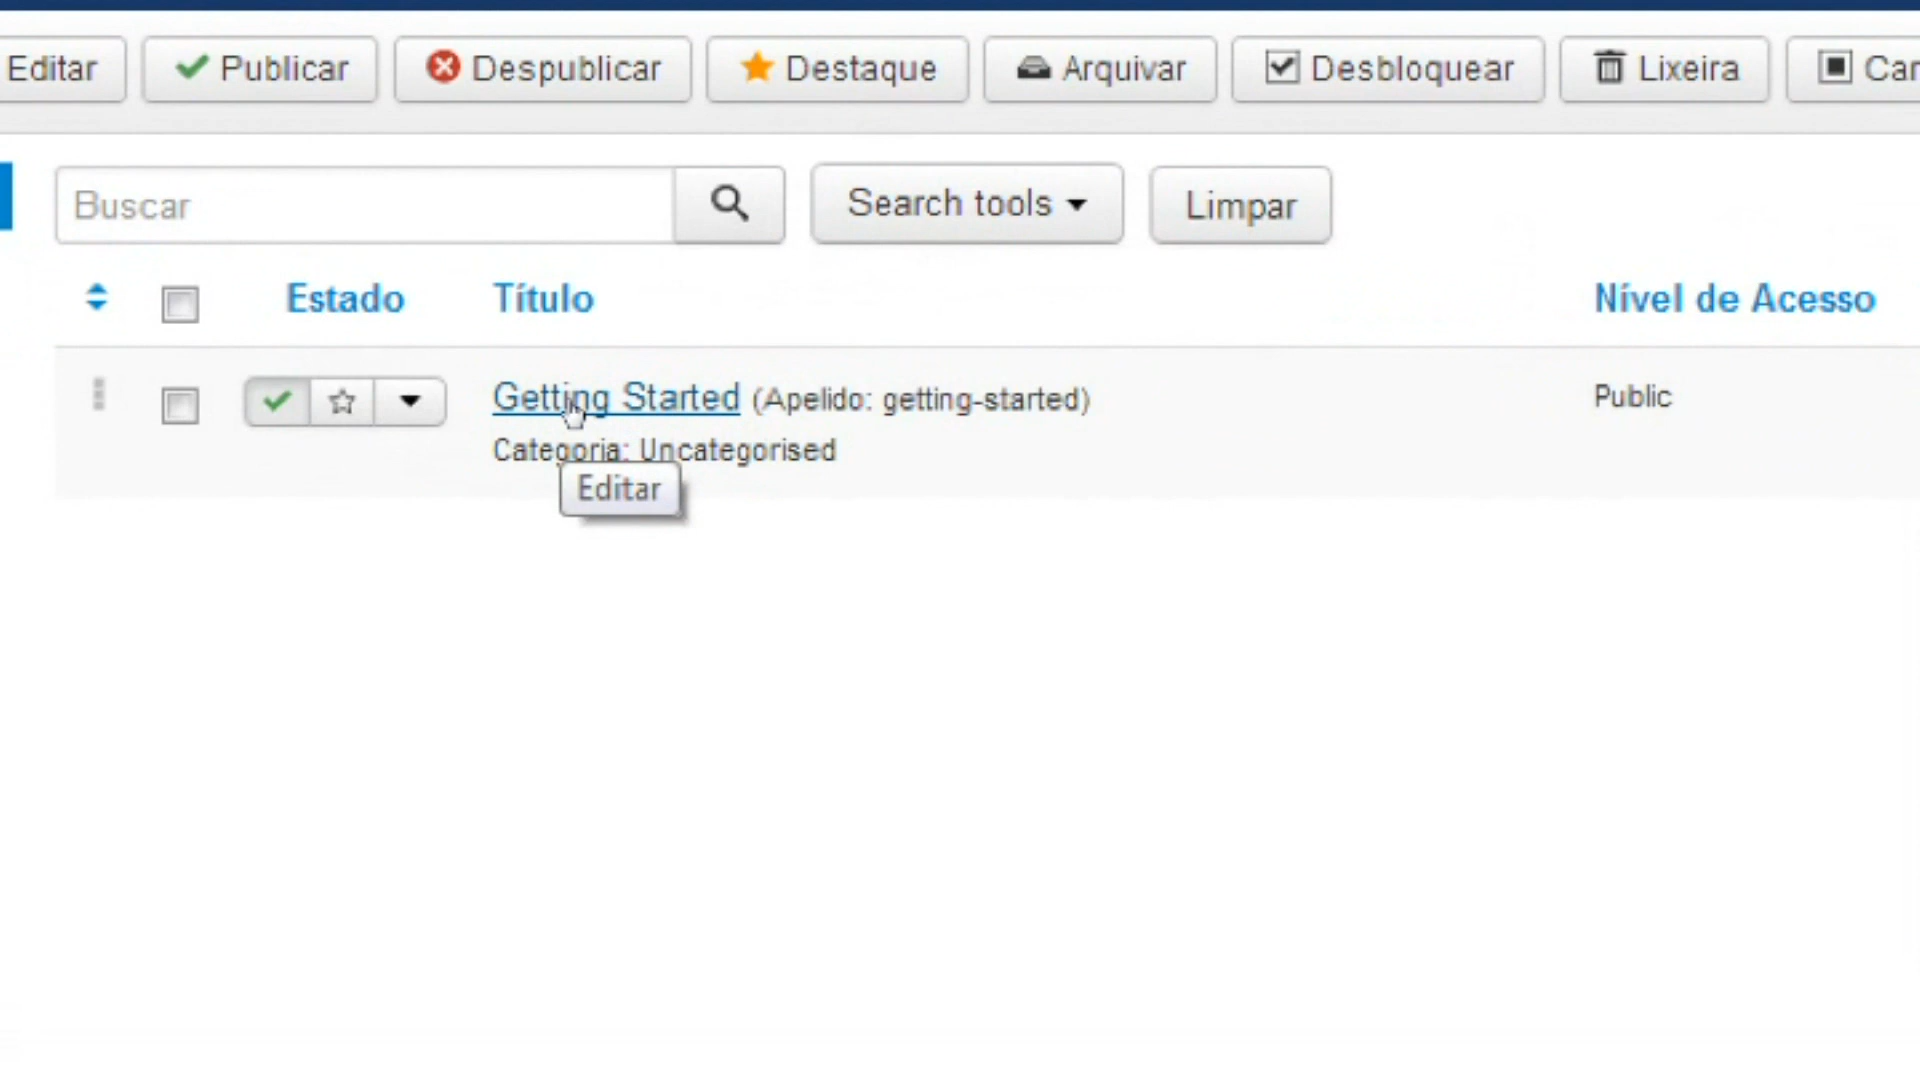 Editar Publicar Despublicar Destaque Arquivar Desbloquear Lixeira
Buscar Search tools Limpar
Estado Título Nível de Acesso
Getting Started (Apelido: getting-started) Public
Categoria: Uncategorised
Editar